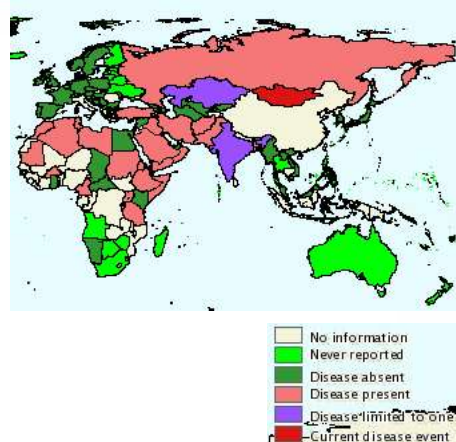 No information
Never reported
Disease absent
Disease present
Disease limited to one
Current disease event